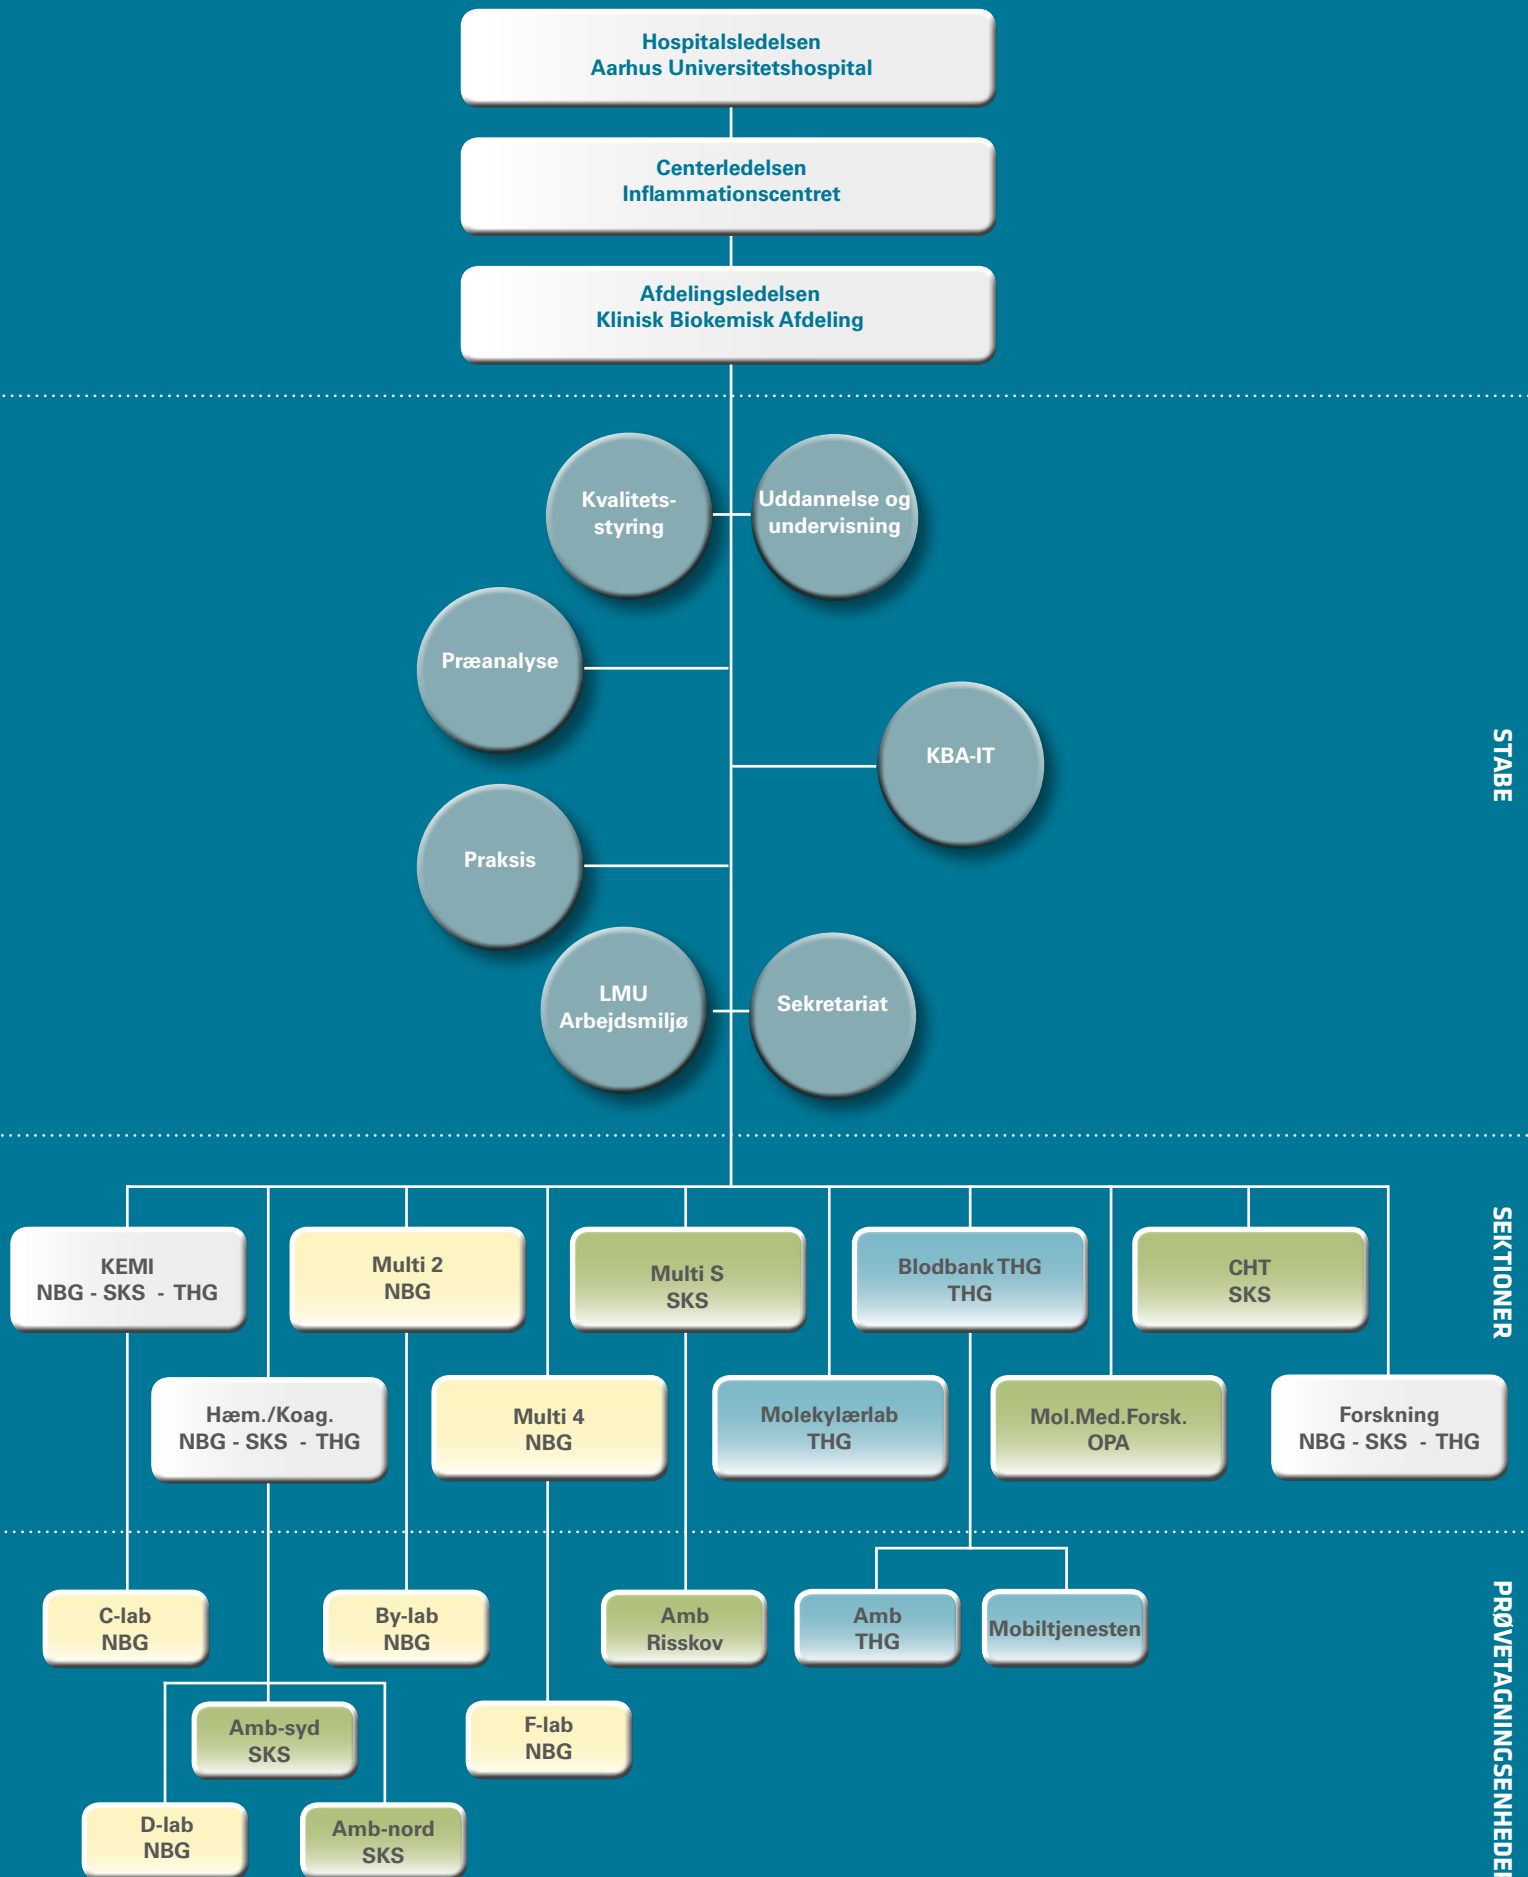 Hospitalsledelsen
Aarhus Universitetshospital
Centerledelsen
Inflammationscentret
Afdelingsledelsen
Klinisk Biokemisk Afdeling
Kvalitets-
styring
Uddannelse og
undervisning
Præanalyse
KBA-IT
Praksis
LMU
Arbejdsmiljø
Sekretariat
STABE
KEMI
NBG - SKS - THG
Multi 2
NBG
Multi S
SKS
Blodbank THG
THG
CHT
SKS
Hæm./Koag.
NBG - SKS - THG
Multi 4
NBG
Molekylærlab
THG
Mol.Med.Forsk.
OPA
Forskning
NBG - SKS - THG
SEKTIONER
C-lab
NBG
By-lab
NBG
Amb
Risskov
Amb
THG
Mobiltjenesten
Amb-syd
SKS
F-lab
NBG
D-lab
NBG
Amb-nord
SKS
PRØVETAGNINGSENHEDER